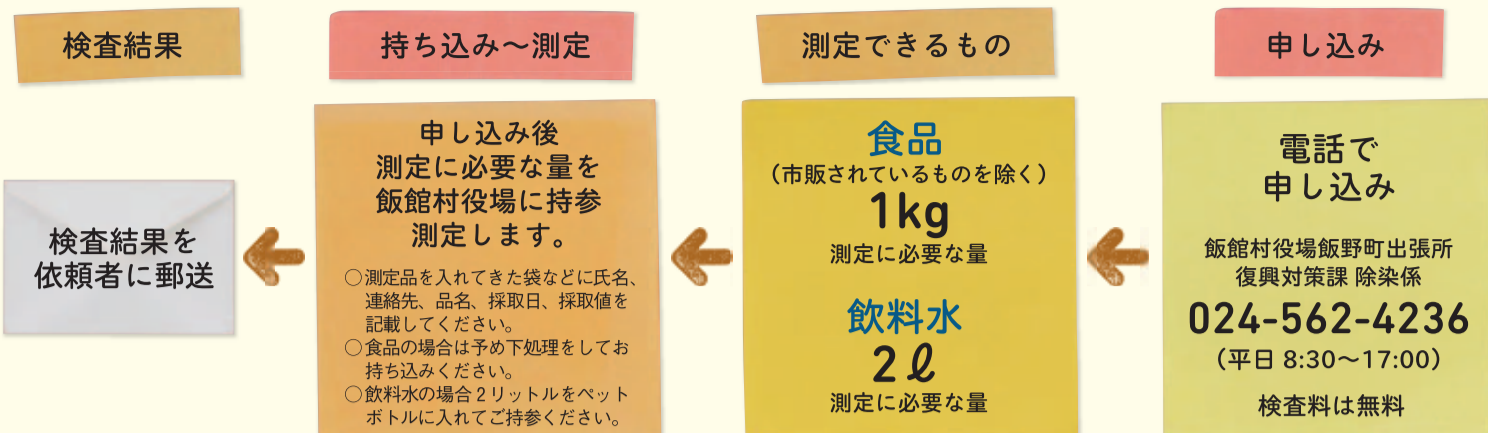 申し込み
電話で
申し込み
飯館村役場飯野町出張所
復興対策課 除染係
024-562-4236
（平日 8:30〜17:00）
検査料は無料
測定できるもの
食品
（市販されているものを除く）
1kg
測定に必要な量
飲料水
2ℓ
測定に必要な量
持ち込み〜測定
申し込み後
測定に必要な量を
飯館村役場に持参
測定します。
○測定品を入れてきた袋などに氏名、
連絡先、品名、採取日、採取値を
記載してください。
○食品の場合は予め下処理をしてお
持ち込みください。
○飲料水の場合2リットルをペット
ボトルに入れてご持参ください。
検査結果
検査結果を
依頼者に郵送